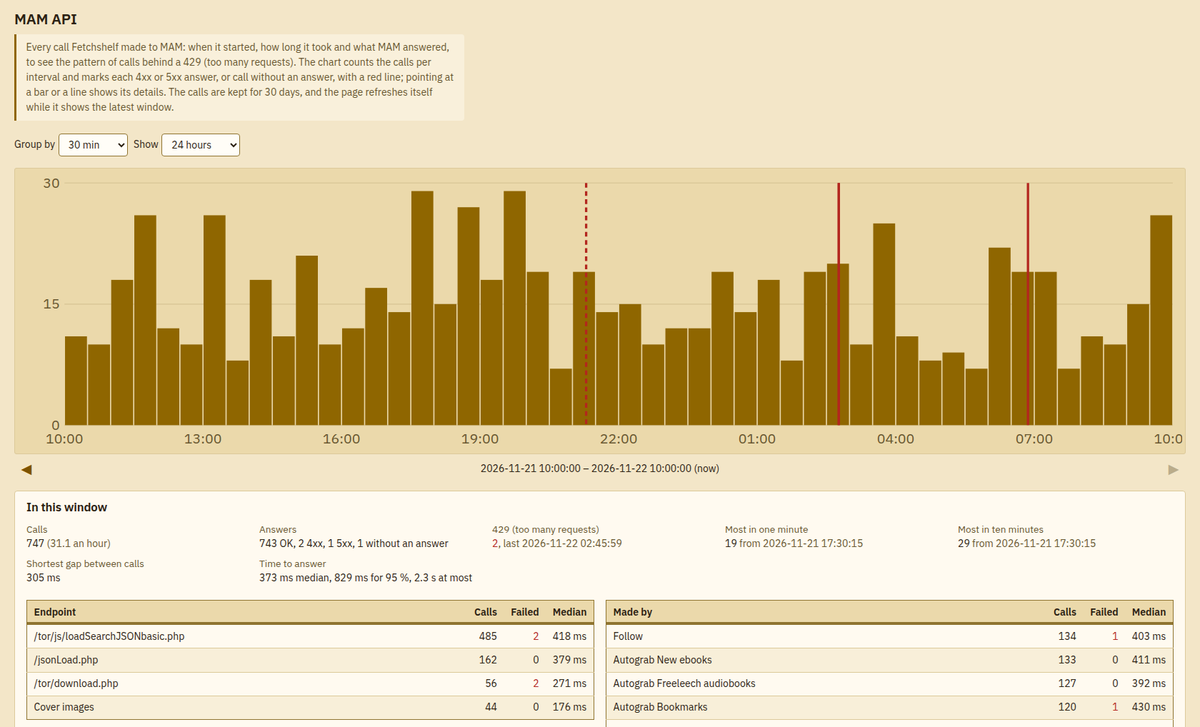 MAM API
Every call Fetchshelf made to MAM: when it started, how long it took and what MAM answered,
to see the pattern of calls behind a 429 (too many requests). The chart counts the calls per
interval and marks each 4xx or 5xx answer, or call without an answer, with a red line; pointing at
a bar or a line shows its details. The calls are kept for 30 days, and the page refreshes itself
while it shows the latest window.
Group by 30 min Show 24 hours
30
15
0
10:00 13:00 16:00 19:00 22:00 01:00 04:00 07:00 10:0
◀ 2026-11-21 10:00:00 – 2026-11-22 10:00:00 (now) ▶
In this window
Calls
747 (31.1 an hour)
Answers
743 OK, 2 4xx, 1 5xx, 1 without an answer
429 (too many requests)
2, last 2026-11-22 02:45:59
Most in one minute
19 from 2026-11-21 17:30:15
Most in ten minutes
29 from 2026-11-21 17:30:15
Shortest gap between calls
305 ms
Time to answer
373 ms median, 829 ms for 95 %, 2.3 s at most
Endpoint Calls Failed Median
/tor/js/loadSearchJSONbasic.php 485 2 418 ms
/jsonLoad.php 162 0 379 ms
/tor/download.php 56 2 271 ms
Cover images 44 0 176 ms
Made by Calls Failed Median
Follow 134 1 403 ms
Autograb New ebooks 133 0 411 ms
Autograb Freeleech audiobooks 127 0 392 ms
Autograb Bookmarks 120 1 430 ms